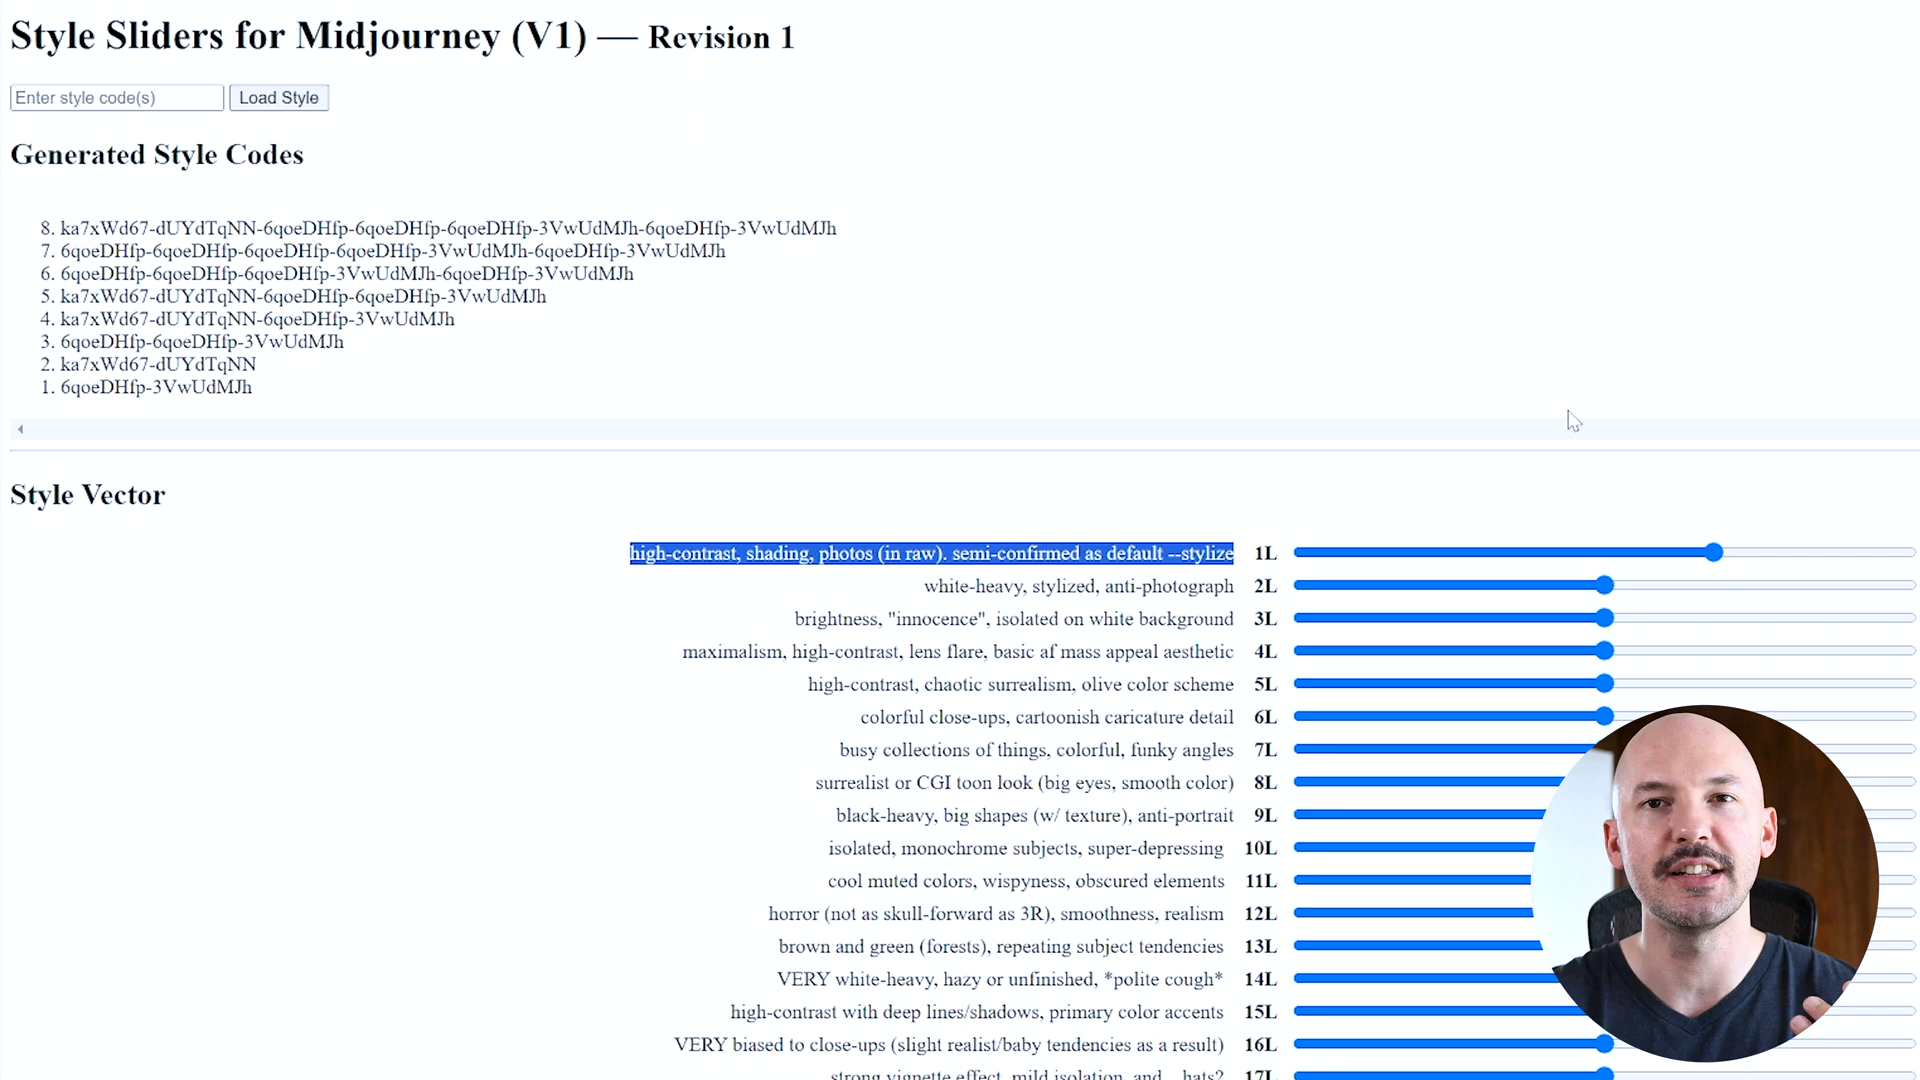 Style Sliders for Midjourney (V1) — Revision 1
Enter style code(s) Load Style
Generated Style Codes
8. ka7xWd67-dUYdTqNN-6qoeDHfp-6qoeDHfp-6qoeDHfp-3VwUdMJh-6qoeDHfp-3VwUdMJh
7. 6qoeDHfp-6qoeDHfp-6qoeDHfp-6qoeDHfp-3VwUdMJh-6qoeDHfp-3VwUdMJh
6. 6qoeDHfp-6qoeDHfp-6qoeDHfp-3VwUdMJh-6qoeDHfp-3VwUdMJh
5. ka7xWd67-dUYdTqNN-6qoeDHfp-6qoeDHfp-3VwUdMJh
4. ka7xWd67-dUYdTqNN-6qoeDHfp-3VwUdMJh
3. 6qoeDHfp-6qoeDHfp-3VwUdMJh
2. ka7xWd67-dUYdTqNN
1. 6qoeDHfp-3VwUdMJh
Style Vector
high-contrast, shading, photos (in raw). semi-confirmed as default --stylize 1L
white-heavy, stylized, anti-photograph 2L
brightness, "innocence", isolated on white background 3L
maximalism, high-contrast, lens flare, basic af mass appeal aesthetic 4L
high-contrast, chaotic surrealism, olive color scheme 5L
colorful close-ups, cartoonish caricature detail 6L
busy collections of things, colorful, funky angles 7L
surrealist or CGI toon look (big eyes, smooth color) 8L
black-heavy, big shapes (w/ texture), anti-portrait 9L
isolated, monochrome subjects, super-depressing 10L
cool muted colors, wispyness, obscured elements 11L
horror (not as skull-forward as 3R), smoothness, realism 12L
brown and green (forests), repeating subject tendencies 13L
VERY white-heavy, hazy or unfinished, *polite cough* 14L
high-contrast with deep lines/shadows, primary color accents 15L
VERY biased to close-ups (slight realist/baby tendencies as a result) 16L
strong vignette effect, mild isolation, and... hats? 17L